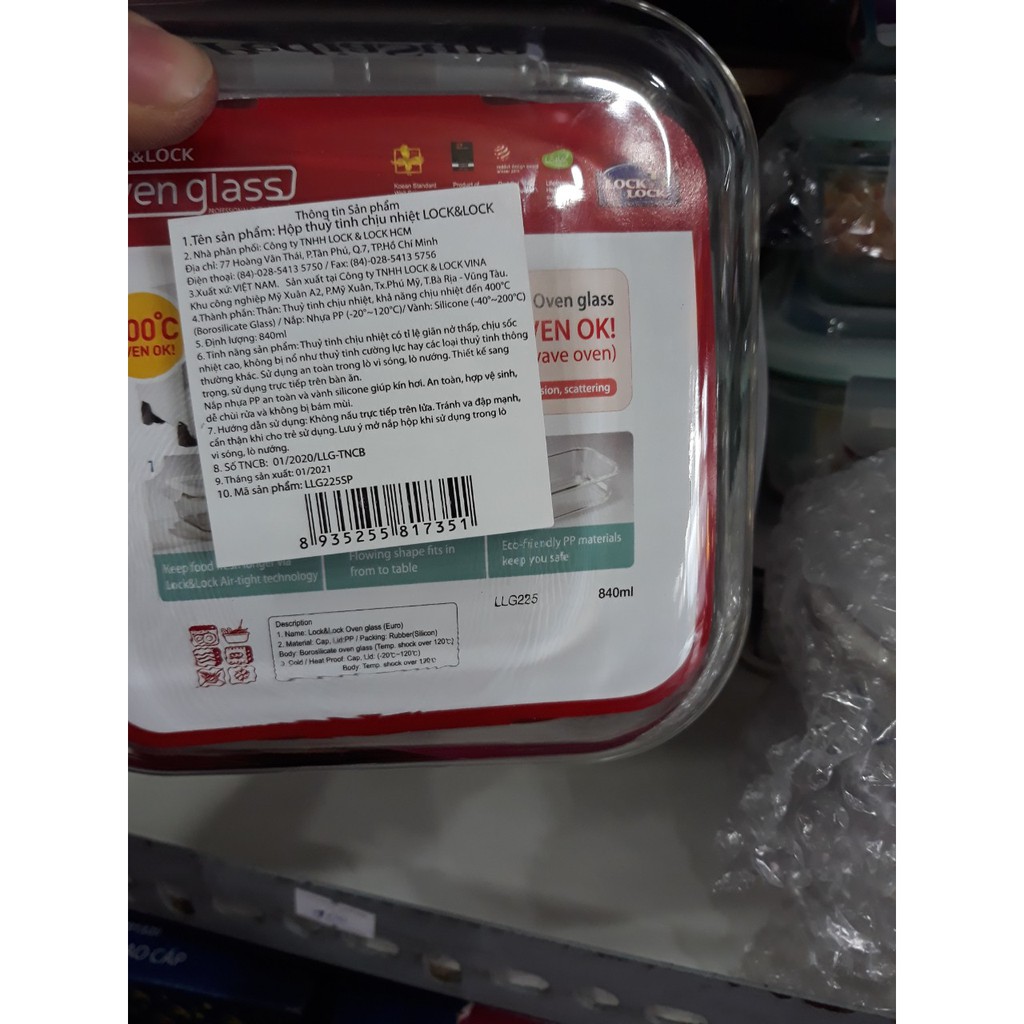 &LOCK
en glass
LOCK
LOCK
Korean Standard
Product of
Thông tin Sản phẩm
1.Tên sản phẩm: Hộp thuỷ tinh chịu nhiệt LOCK&LOCK
2. Nhà phân phối: Công ty TNHH LOCK & LOCK HCM
Địa chỉ: 77 Hoàng Văn Thái, P.Tân Phú, Q.7, TP.Hồ Chí Minh
Điện thoại: (84)-028-5413 5750 / Fax: (84)-028-5413 5756
3.Xuất xứ: VIỆT NAM. Sản xuất tại Công ty TNHH LOCK & LOCK VINA
Khu công nghiệp Mỹ Xuân A2, P.Mỹ Xuân, Tx.Phú Mỹ, T.Bà Rịa - Vũng Tàu.
4.Thành phần: Thân: Thuỷ tinh chịu nhiệt, khả năng chịu nhiệt đến 400°C
(Borosilicate Glass) / Nắp: Nhựa PP (-20°~120°C)/ Vành: Silicone (-40°~200°C)
5. Định lượng: 840ml
6. Tính năng sản phẩm: Thuỷ tinh chịu nhiệt có tỉ lệ giãn nở thấp, chịu sốc
nhiệt cao, không bị nổ như thuỷ tinh cường lực hay các loại thuỷ tinh thông
thường khác. Sử dụng an toàn trong lò vi sóng, lò nướng. Thiết kế sang
trọng, sử dụng trực tiếp trên bàn ăn.
Nắp nhựa PP an toàn và vành silicone giúp kín hơi. An toàn, hợp vệ sinh,
dễ chùi rửa và không bị bám mùi.
7. Hướng dẫn sử dụng: Không nấu trực tiếp trên lửa. Tránh va đập mạnh,
cẩn thận khi cho trẻ sử dụng. Lưu ý mở nắp hộp khi sử dụng trong lò
vi sóng, lò nướng.
8. Số TNCB: 01/2020/LLG-TNCB
9. Tháng sản xuất: 01/2021
10. Mã sản phẩm: LLG225SP
8 935255 817351
00°C
EN OK!
Oven glass
EN OK!
ave oven)
sion, scattering
Keep food
Lock&Lock Air-tight technology
Flowing shape fits in
from to table
Eco-friendly PP materials
keep you safe
LLG225
840ml
Description
1. Name: Lock&Lock Oven glass (Euro)
2. Material: Cap, Lid:PP / Packing: Rubber(Silicon)
Body: Borosilicate oven glass (Temp. shock over 120℃)
3. Cold / Heat Proof: Cap, Lid: (-20℃~120℃)
Body: Temp. shock over 120℃
O CẤP